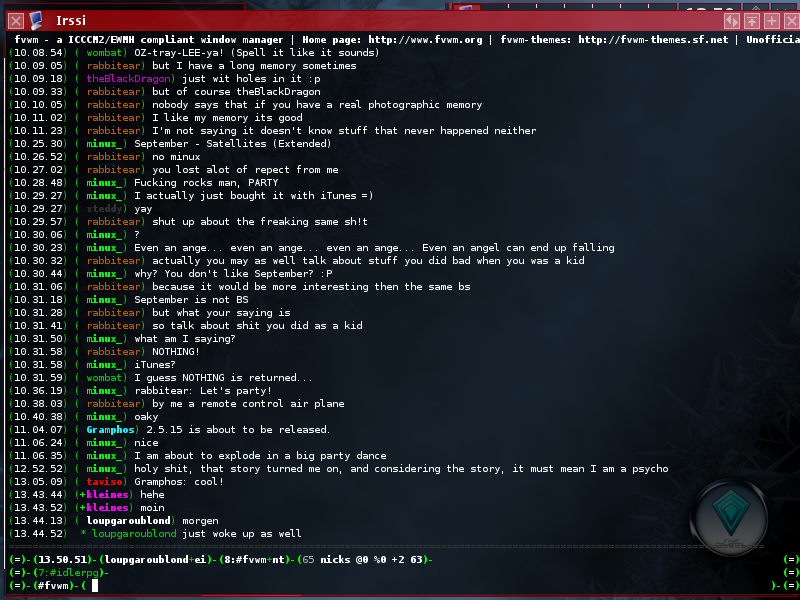 Irssi
fvwm - a ICCCM2/EWMH compliant window manager | Home page: http://www.fvwm.org | fvwm-themes: http://fvwm-themes.sf.net | Unofficia
(10.08.54) ( wombat) OZ-tray-LEE-ya! (Spell it like it sounds)
(10.09.05) ( rabbitear) but I have a long memory sometimes
(10.09.18) ( theBlackDragon) just wit holes in it :p
(10.09.33) ( rabbitear) but of course theBlackDragon
(10.10.05) ( rabbitear) nobody says that if you have a real photographic memory
(10.11.02) ( rabbitear) I like my memory its good
(10.11.23) ( rabbitear) I'm not saying it doesn't know stuff that never happened neither
(10.25.30) ( minux_) September - Satellites (Extended)
(10.26.52) ( rabbitear) no minux
(10.27.02) ( rabbitear) you lost alot of repect from me
(10.28.48) ( minux_) Fucking rocks man, PARTY
(10.29.27) ( minux_) I actually just bought it with iTunes =)
(10.29.27) ( xteddy) yay
(10.29.57) ( rabbitear) shut up about the freaking same sh!t
(10.30.06) ( minux_) ?
(10.30.23) ( minux_) Even an ange... even an ange... even an ange... Even an angel can end up falling
(10.30.32) ( rabbitear) actually you may as well talk about stuff you did bad when you was a kid
(10.30.44) ( minux_) why? You don't like September? :P
(10.31.06) ( rabbitear) because it would be more interesting then the same bs
(10.31.18) ( minux_) September is not BS
(10.31.28) ( rabbitear) but what your saying is
(10.31.41) ( rabbitear) so talk about shit you did as a kid
(10.31.50) ( minux_) what am I saying?
(10.31.58) ( rabbitear) NOTHING!
(10.31.58) ( minux_) iTunes?
(10.31.59) ( wombat) I guess NOTHING is returned...
(10.36.19) ( minux_) rabbitear: Let's party!
(10.38.03) ( rabbitear) by me a remote control air plane
(10.40.38) ( minux_) oaky
(11.04.07) ( Gramphos) 2.5.15 is about to be released.
(11.06.24) ( minux_) nice
(11.06.35) ( minux_) I am about to explode in a big party dance
(12.52.52) ( minux_) holy shit, that story turned me on, and considering the story, it must mean I am a psycho
(13.05.09) ( taviso) Gramphos: cool!
(13.43.44) (+kleines) hehe
(13.43.52) (+kleines) moin
(13.44.13) ( loupgaroublond) morgen
(13.44.52) * loupgaroublond just woke up as well
(=)-(13.50.51)-(loupgaroublond+ei)-(8:#fvwm+nt)-(65 nicks @0 %0 +2 63)- (=)
(=)-(7:#idlerpg)- (=)
(=)-(#fvwm)-( )-(=)